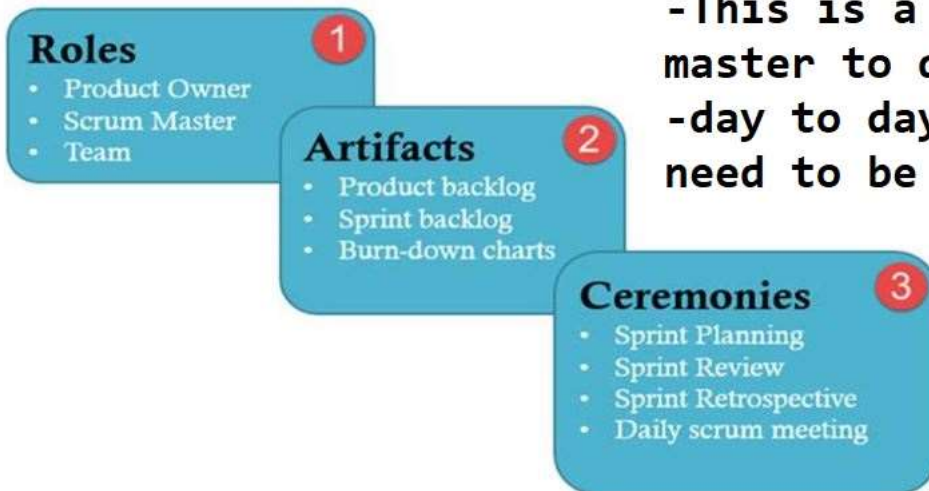 Roles
1
• Product Owner
• Scrum Master
• Team
Artifacts
2
• Product backlog
• Sprint backlog
• Burn-down charts
Ceremonies
3
• Sprint Planning
• Sprint Review
• Sprint Retrospective
• Daily scrum meeting
-This is a
master to
-day to day
need to be